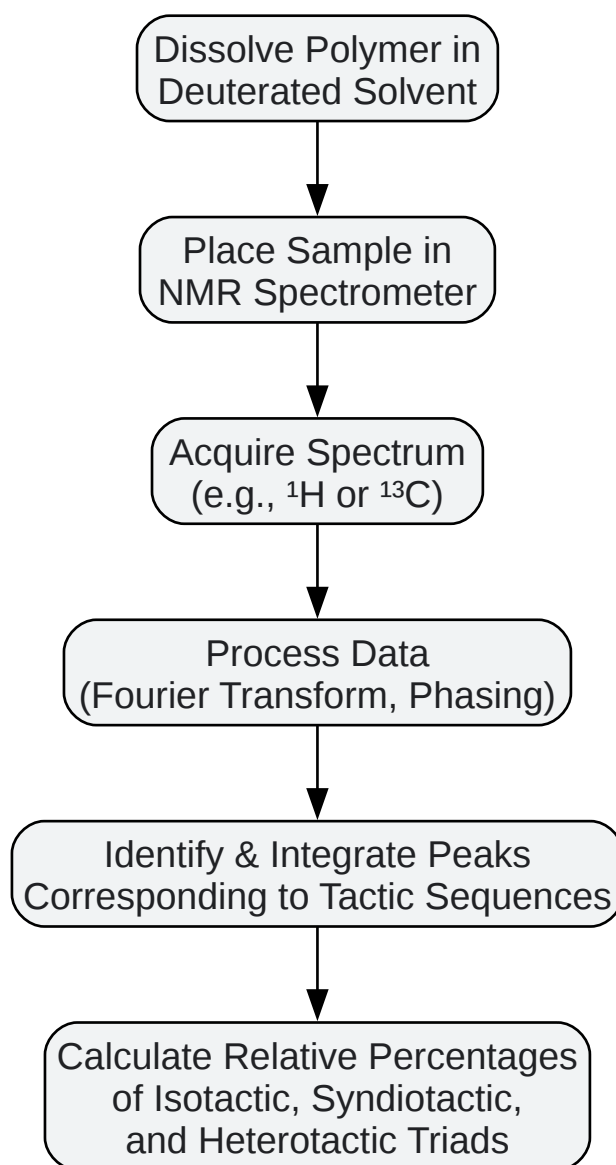 Dissolve Polymer in
Deuterated Solvent
Place Sample in
NMR Spectrometer
Acquire Spectrum
(e.g., ¹H or ¹³C)
Process Data
(Fourier Transform, Phasing)
Identify & Integrate Peaks
Corresponding to Tactic Sequences
Calculate Relative Percentages
of Isotactic, Syndiotactic,
and Heterotactic Triads